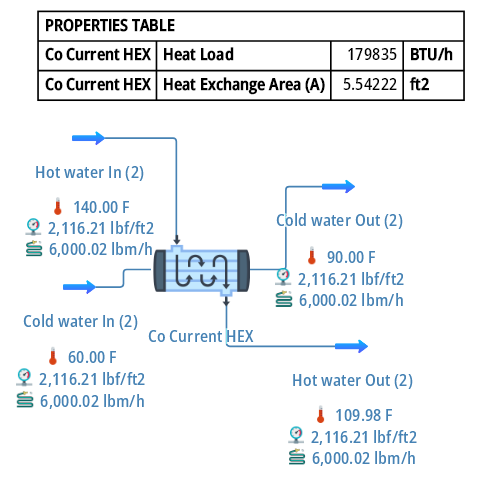 PROPERTIES TABLE
Co Current HEX Heat Load 179835 BTU/h
Co Current HEX Heat Exchange Area (A) 5.54222 ft2
Hot water In (2)
140.00 F
2,116.21 lbf/ft2
6,000.02 lbm/h
Cold water Out (2)
90.00 F
2,116.21 lbf/ft2
6,000.02 lbm/h
Cold water In (2)
60.00 F
2,116.21 lbf/ft2
6,000.02 lbm/h
Co Current HEX
Hot water Out (2)
109.98 F
2,116.21 lbf/ft2
6,000.02 lbm/h